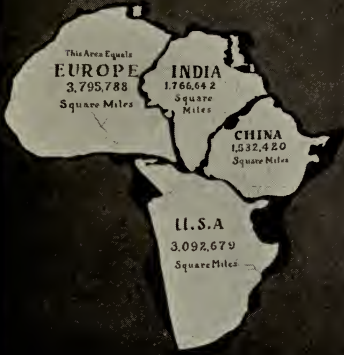 This Area Equals
EUROPE
3,795,788
Square Miles
INDIA
1,766,642
Square
Miles
CHINA
1,532,420
Square Miles
U.S.A
3,092,679
Square Miles